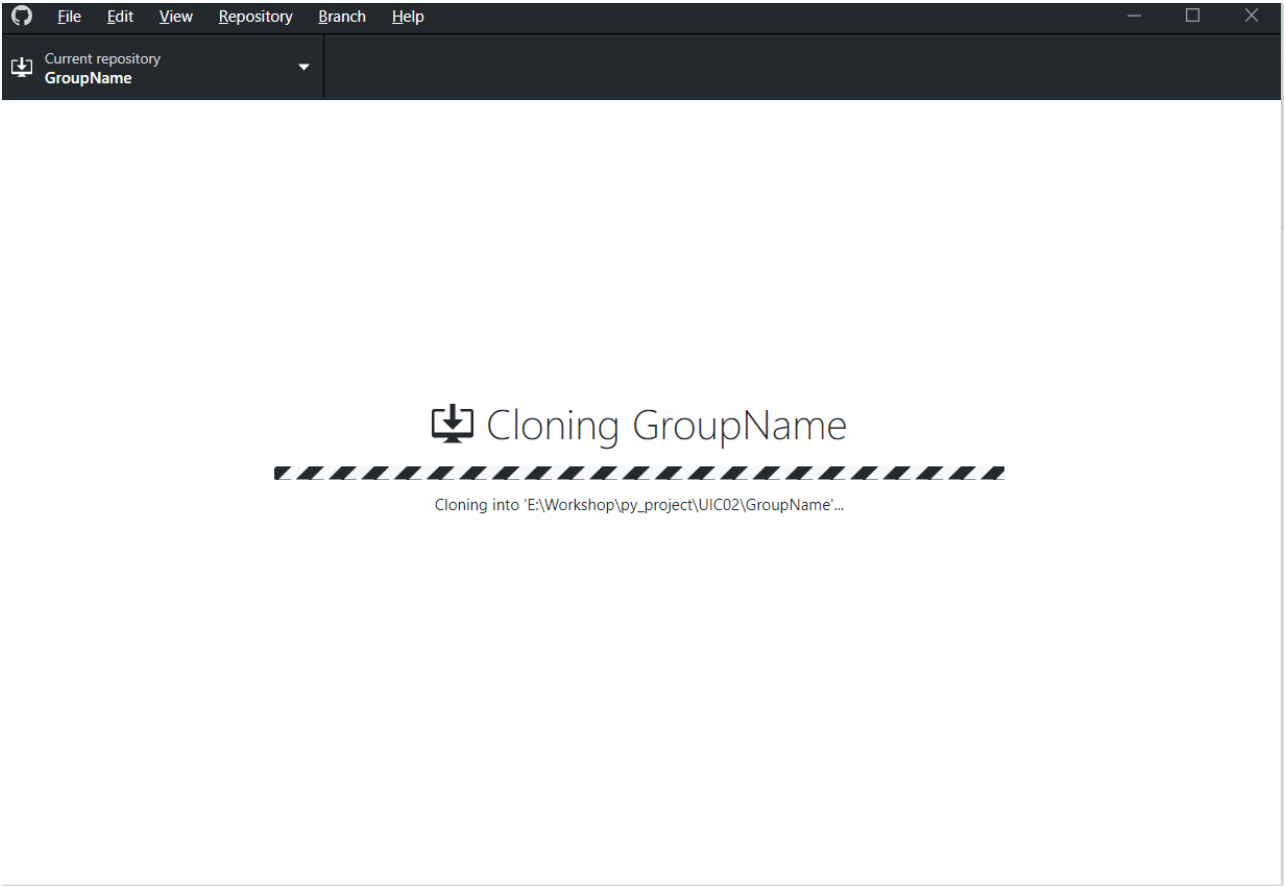 File Edit View Repository Branch Help
Current repository
GroupName
Cloning GroupName
Cloning into 'E:\Workshop\py_project\UIC02\GroupName'...